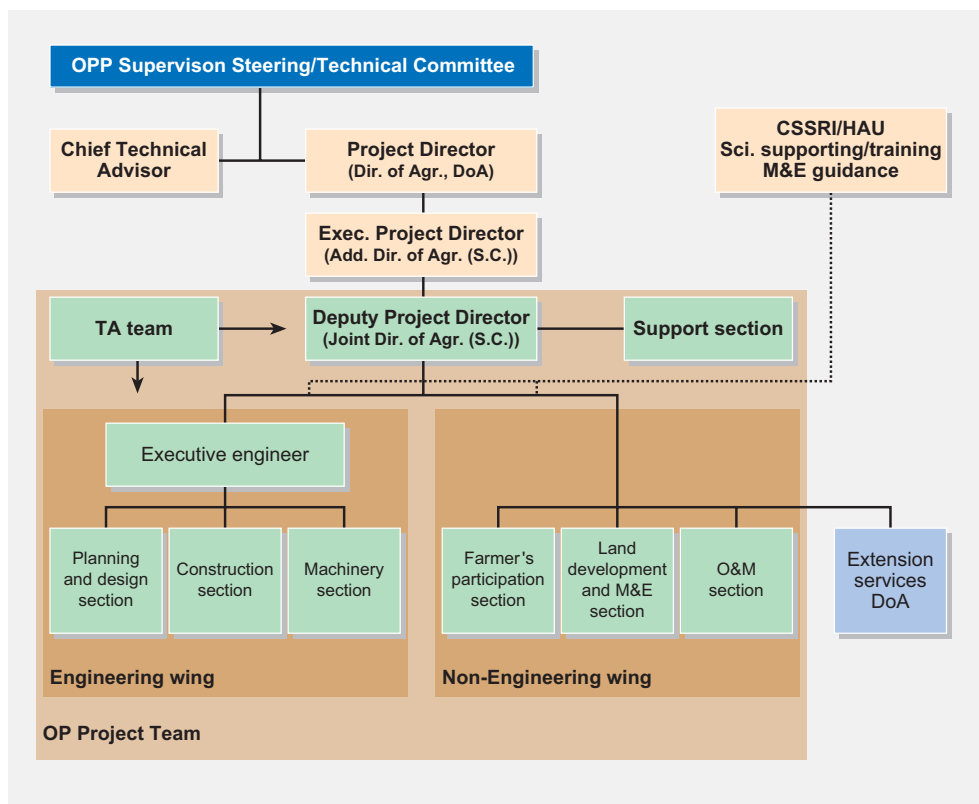 OPP Supervison Steering/Technical Committee
Chief Technical
Advisor
Project Director
(Dir. of Agr., DoA)
CSSRI/HAU
Sci. supporting/training
M&E guidance
Exec. Project Director
(Add. Dir. of Agr. (S.C.))
TA team
Deputy Project Director
(Joint Dir. of Agr. (S.C.))
Support section
Executive engineer
Planning
and design
section
Construction
section
Machinery
section
Farmer's
participation
section
Land
development
and M&E
section
O&M
section
Extension
services
DoA
Engineering wing
Non-Engineering wing
OP Project Team